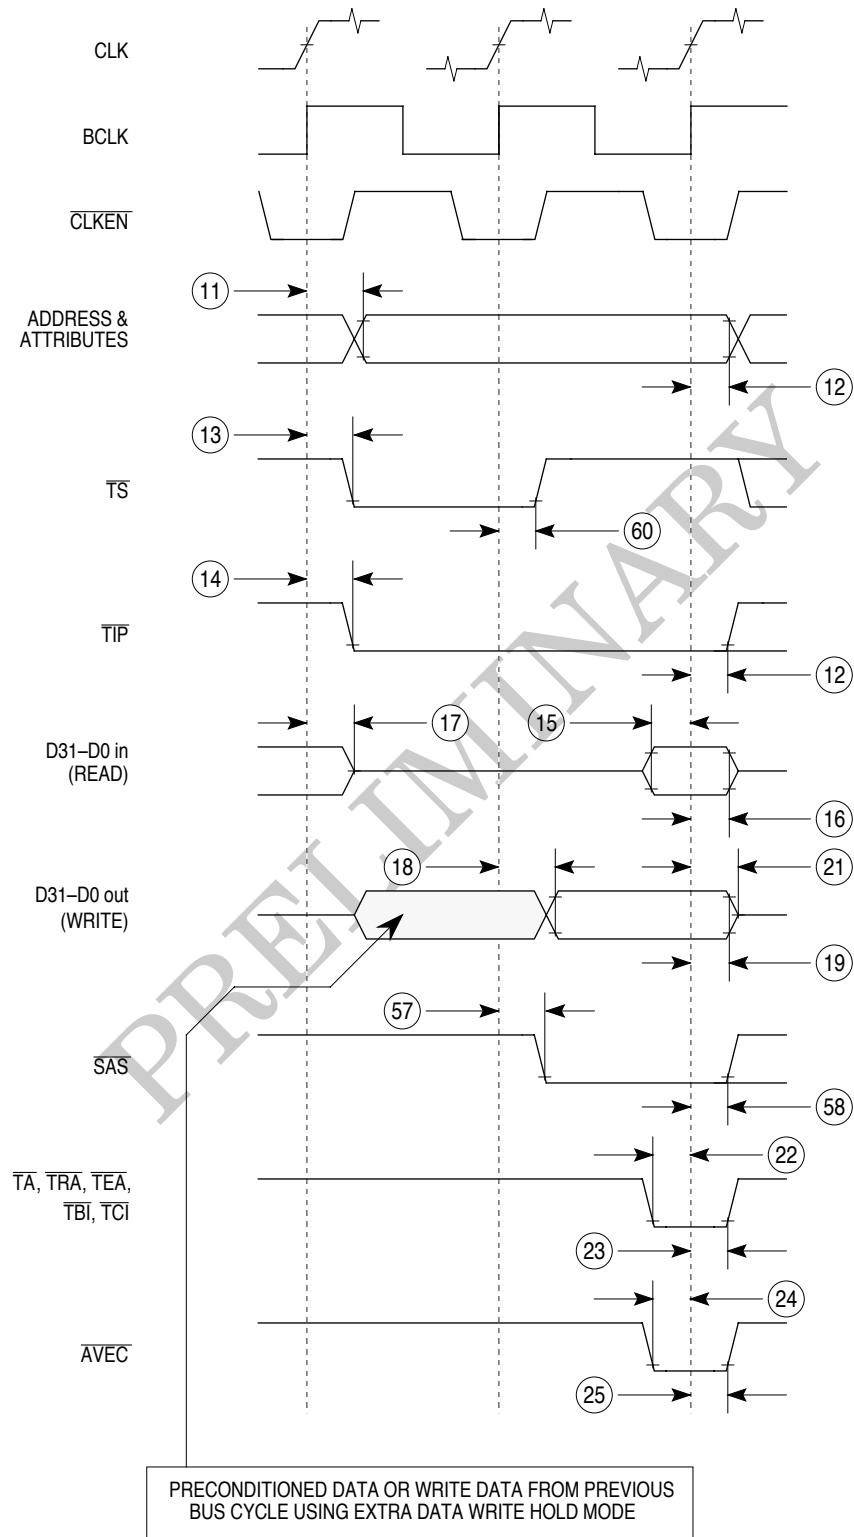 CLK
BCLK
CLKEN
11
ADDRESS &
ATTRIBUTES
12
13
TS
60
14
TIP
12
17
15
D31–D0 in
(READ)
16
18
21
D31–D0 out
(WRITE)
19
57
SAS
58
22
TA, TRA, TEA,
TBI, TCI
23
24
AVEC
25
PRELIMINARY
PRECONDITIONED DATA OR WRITE DATA FROM PREVIOUS
BUS CYCLE USING EXTRA DATA WRITE HOLD MODE